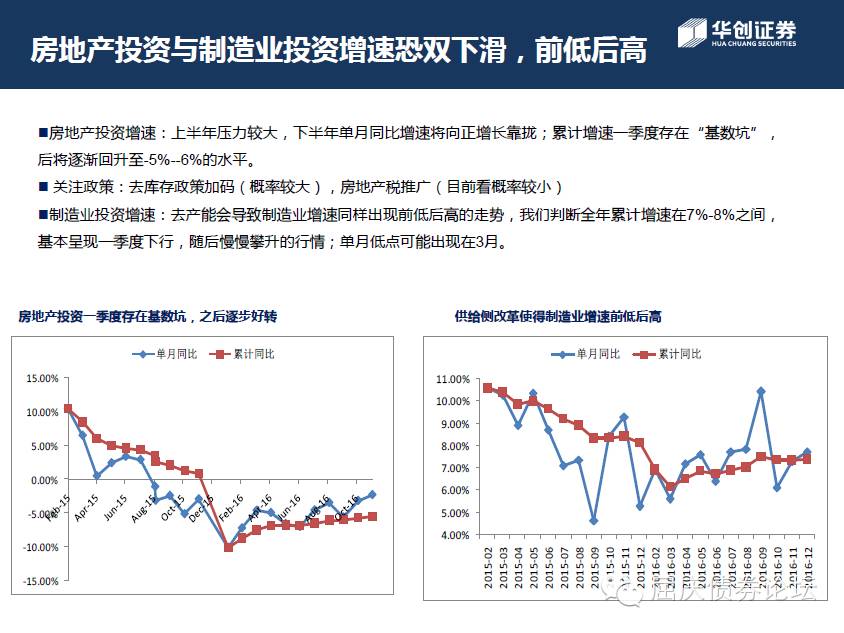 房地产投资与制造业投资增速恐双下滑，前低后高
华创证券
HUA CHUANG SECURITIES
■房地产投资增速：上半年压力较大，下半年单月同比增速将向正增长靠拢；累计增速一季度存在“基数坑”，
后将逐渐回升至-5%--6%的水平。
■ 关注政策：去库存政策加码（概率较大），房地产税推广（目前看概率较小）
■制造业投资增速：去产能会导致制造业增速同样出现前低后高的走势，我们判断全年累计增速在7%-8%之间，
基本呈现一季度下行，随后慢慢攀升的行情；单月低点可能出现在3月。
房地产投资一季度存在基数坑，之后逐步好转
单月同比 累计同比
15.00%
10.00%
5.00%
0.00%
-5.00%
-10.00%
-15.00%
Feb-15 Apr-15 Jun-15 Aug-15 Oct-15 Dec-15 Feb-16 Apr-16 Jun-16 Aug-16 Oct-16
供给侧改革使得制造业增速前低后高
单月同比 累计同比
11.00%
10.00%
9.00%
8.00%
7.00%
6.00%
5.00%
4.00%
2015-02 2015-03 2015-04 2015-05 2015-06 2015-07 2015-08 2015-09 2015-10 2015-11 2015-12 2016-02 2016-03 2016-04 2016-05 2016-06 2016-07 2016-08 2016-09 2016-10 2016-11 2016-12
屈庆债券论坛